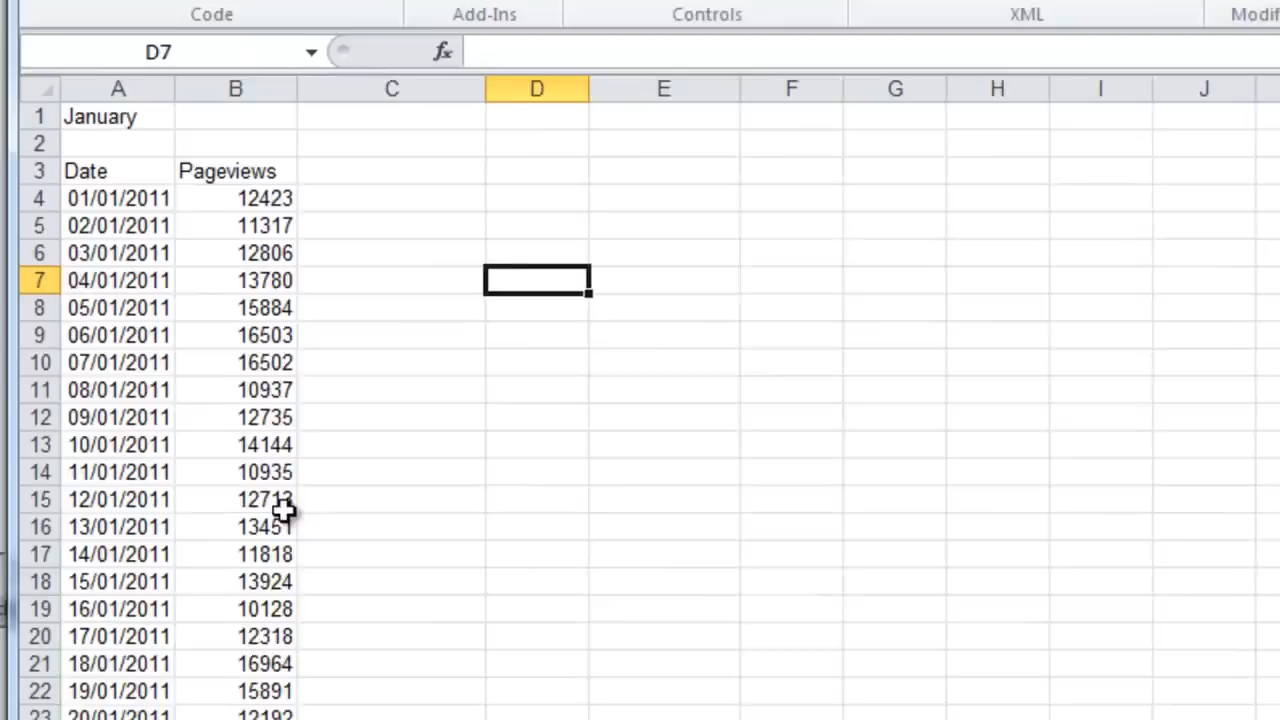 Code Add-Ins Controls XML Modif
D7 fx
A B C D E F G H I J
1 January
2
3 Date Pageviews
4 01/01/2011 12423
5 02/01/2011 11317
6 03/01/2011 12806
7 04/01/2011 13780
8 05/01/2011 15884
9 06/01/2011 16503
10 07/01/2011 16502
11 08/01/2011 10937
12 09/01/2011 12735
13 10/01/2011 14144
14 11/01/2011 10935
15 12/01/2011 12713
16 13/01/2011 13451
17 14/01/2011 11818
18 15/01/2011 13924
19 16/01/2011 10128
20 17/01/2011 12318
21 18/01/2011 16964
22 19/01/2011 15891
23 20/01/2011 12192